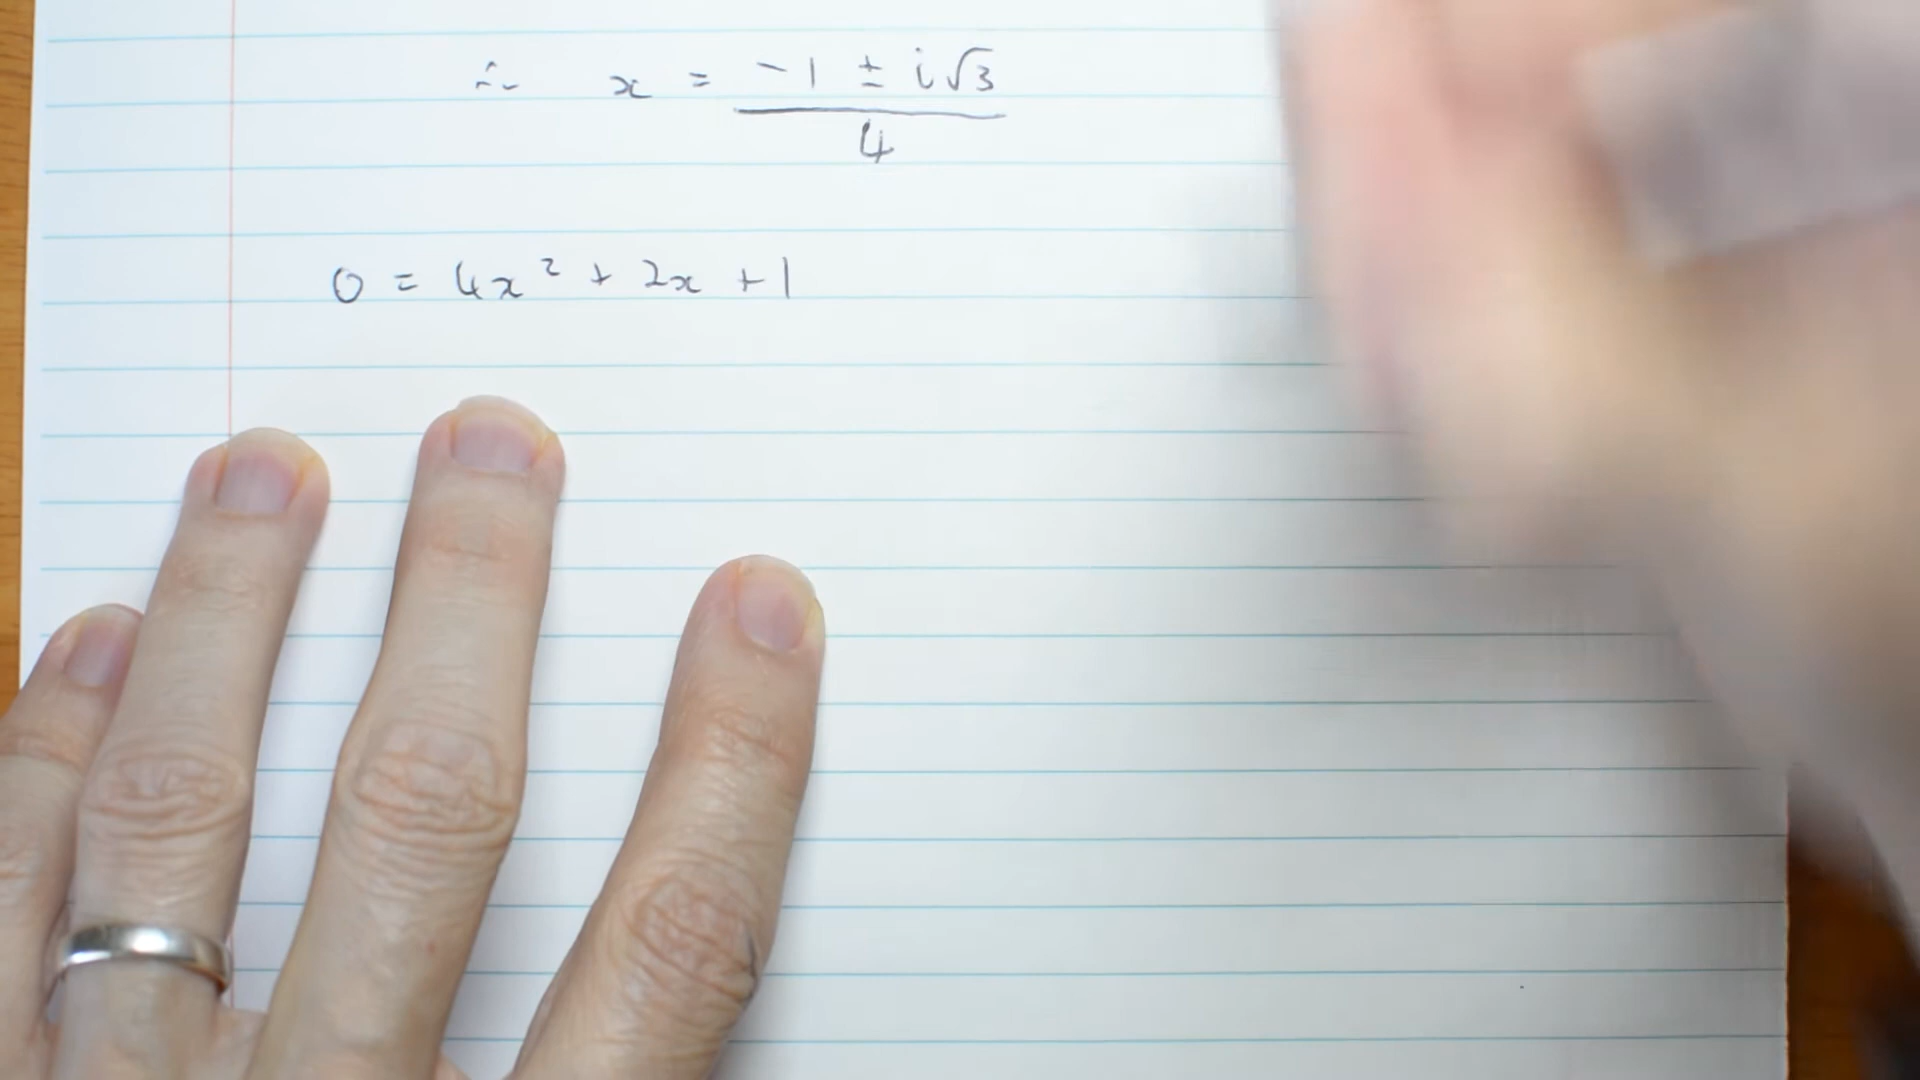 ∴ x = (-1 ± i√3)/4
0 = 4x² + 2x + 1